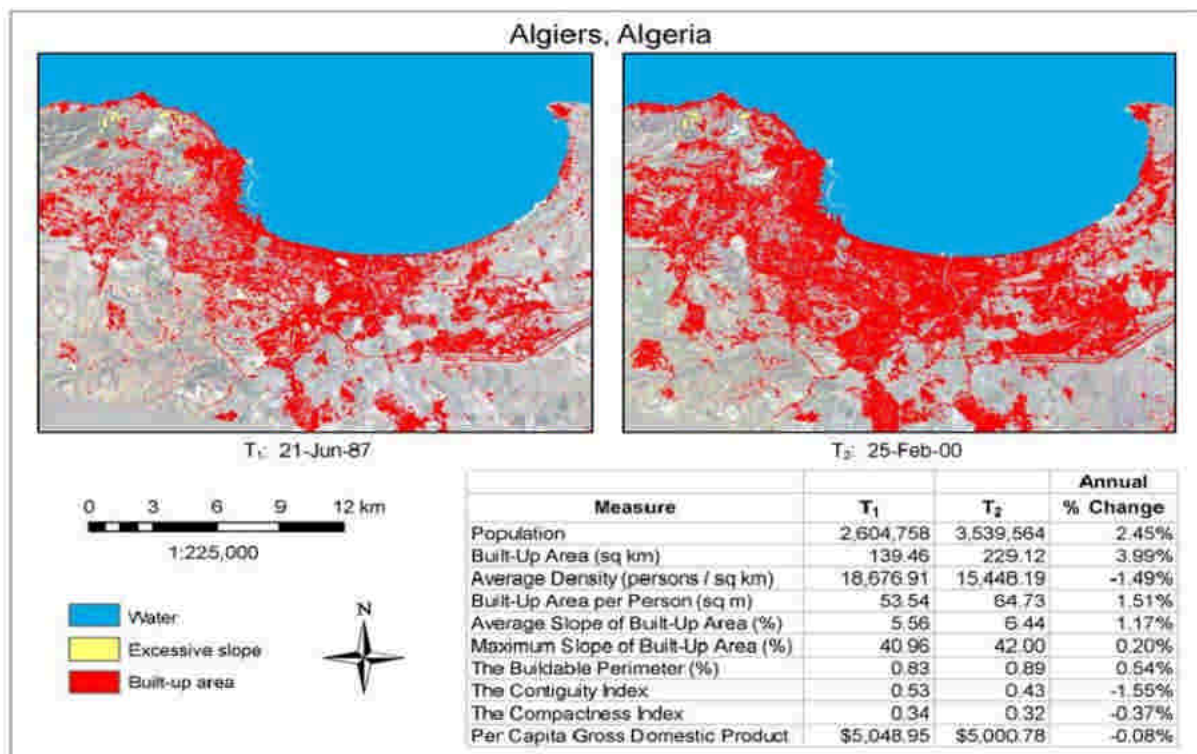 Algiers, Algeria
T₁: 21-Jun-87
T₂: 25-Feb-00
0 3 6 9 12 km
1:225,000
N
Water
Excessive slope
Built-up area
Measure T₁ T₂ Annual % Change
Population 2,604,758 3,539,564 2.45%
Built-Up Area (sq km) 139.46 229.12 3.99%
Average Density (persons / sq km) 18,676.91 15,448.19 -1.49%
Built-Up Area per Person (sq m) 53.54 64.73 1.51%
Average Slope of Built-Up Area (%) 5.56 6.44 1.17%
Maximum Slope of Built-Up Area (%) 40.96 42.00 0.20%
The Buildable Perimeter (%) 0.83 0.89 0.54%
The Contiguity Index 0.53 0.43 -1.55%
The Compactness Index 0.34 0.32 -0.37%
Per Capita Gross Domestic Product $5,048.95 $5,000.78 -0.08%